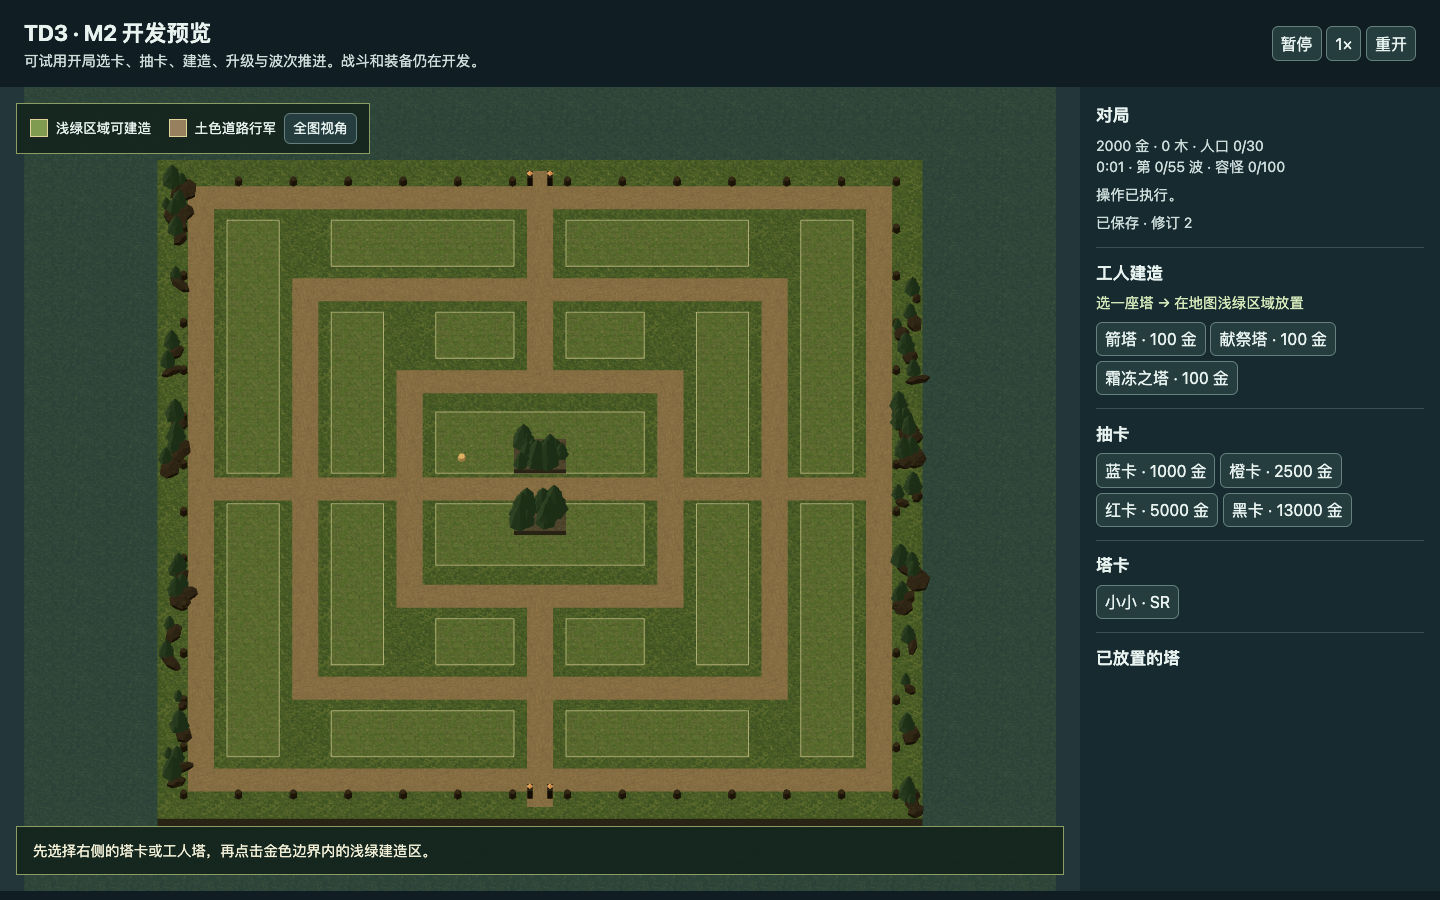 TD3 · M2 开发预览
可试用开局选卡、抽卡、建造、升级与波次推进。战斗和装备仍在开发。
暂停
1×
重开
浅绿区域可建造
土色道路行军
全图视角
对局
2000 金 · 0 木 · 人口 0/30
0:01 · 第 0/55 波 · 容怪 0/100
操作已执行。
已保存 · 修订 2
工人建造
选一座塔 → 在地图浅绿区域放置
箭塔 · 100 金
献祭塔 · 100 金
霜冻之塔 · 100 金
抽卡
蓝卡 · 1000 金
橙卡 · 2500 金
红卡 · 5000 金
黑卡 · 13000 金
塔卡
小小 · SR
已放置的塔
先选择右侧的塔卡或工人塔，再点击金色边界内的浅绿建造区。